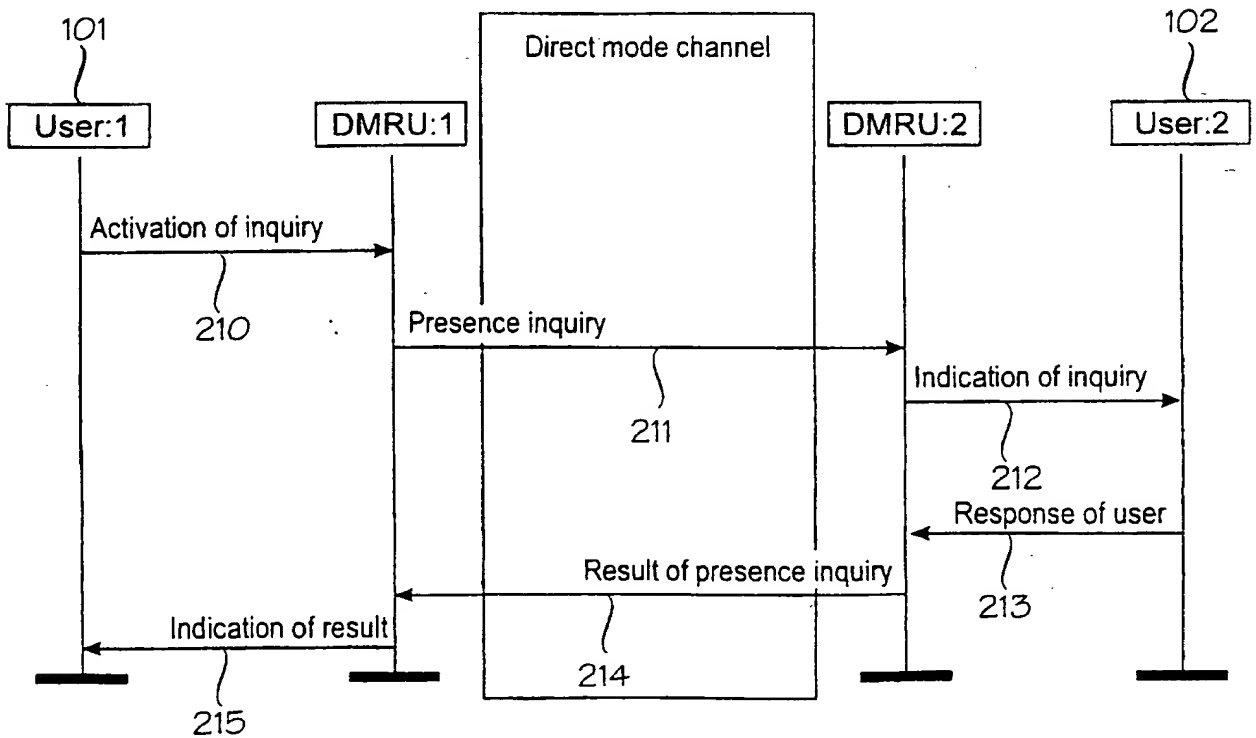 101
102
Direct mode channel
User:1
DMRU:1
DMRU:2
User:2
Activation of inquiry
210
Presence inquiry
211
Indication of inquiry
212
Response of user
213
Result of presence inquiry
214
Indication of result
215